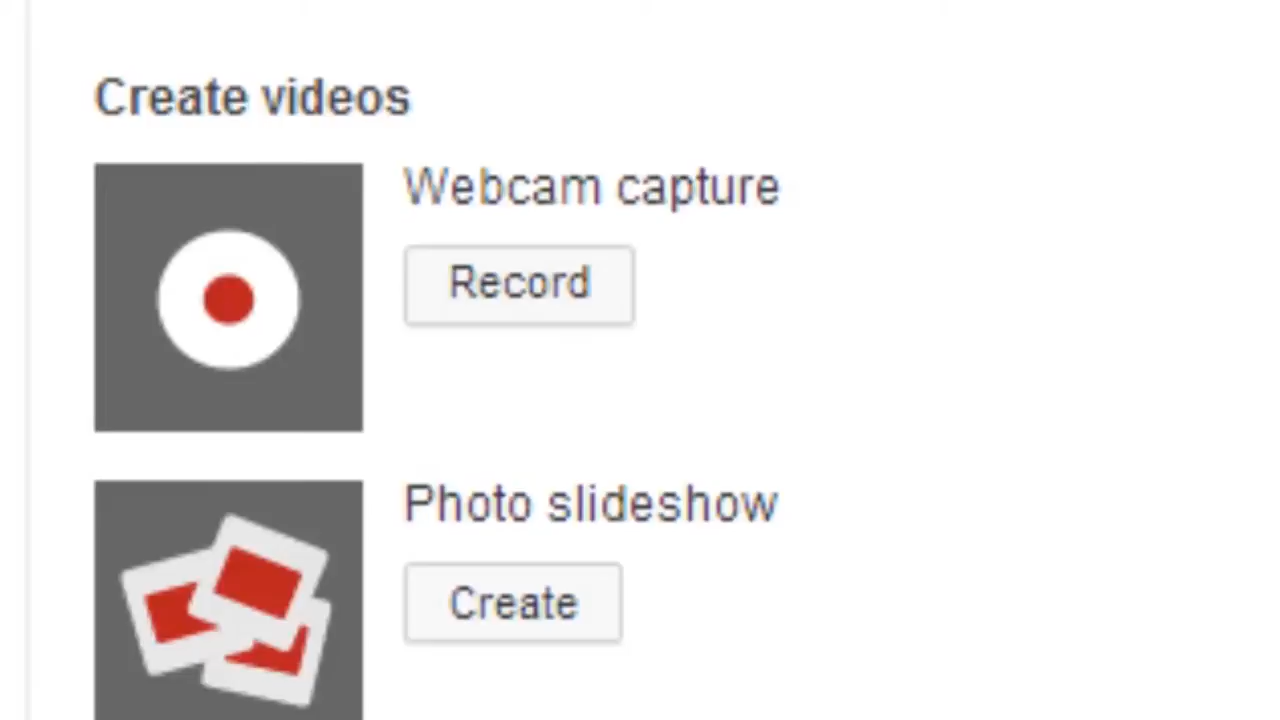 Create videos
Webcam capture
Record
Photo slideshow
Create